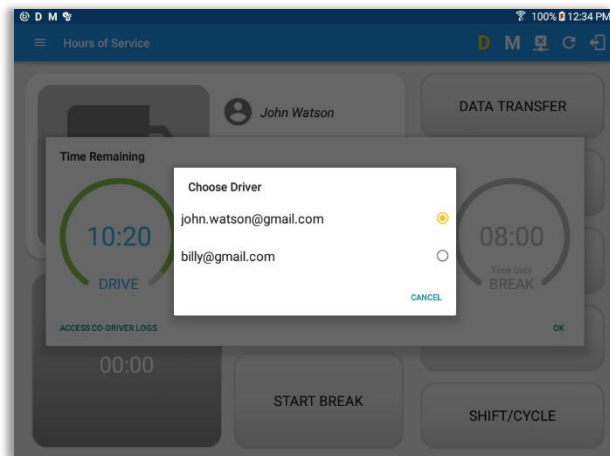 D M 100% 12:34 PM
Hours of Service D M
John Watson
DATA TRANSFER
Time Remaining
Choose Driver
john.watson@gmail.com
billy@gmail.com
CANCEL
10:20
DRIVE
08:00
Time Until
BREAK
ACCESS CO-DRIVER LOGS OK
00:00
START BREAK
SHIFT/CYCLE